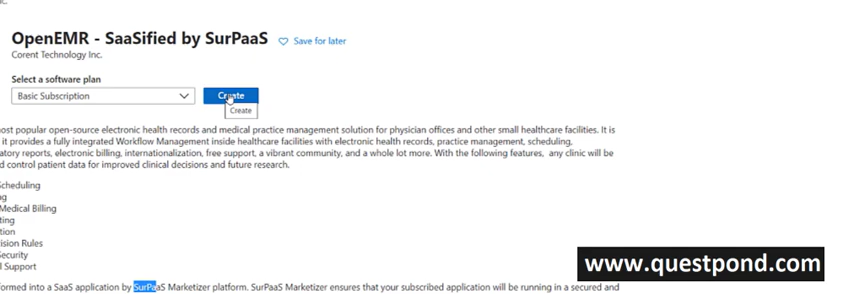 OpenEMR - SaaSified by SurPaaS Save for later
Corent Technology Inc.
Select a software plan
Basic Subscription Create
Create
most popular open-source electronic health records and medical practice management solution for physician offices and other small healthcare facilities. It is
it provides a fully integrated Workflow Management inside healthcare facilities with electronic health records, practice management, scheduling,
atory reports, electronic billing, internationalization, free support, a vibrant community, and a whole lot more. With the following features, any clinic will be
d control patient data for improved clinical decisions and future research.
Scheduling
ng
Medical Billing
ting
tion
ision Rules
Security
l Support
www.questpond.com
formed into a SaaS application by SurPaaS Marketizer platform. SurPaaS Marketizer ensures that your subscribed application will be running in a secured and